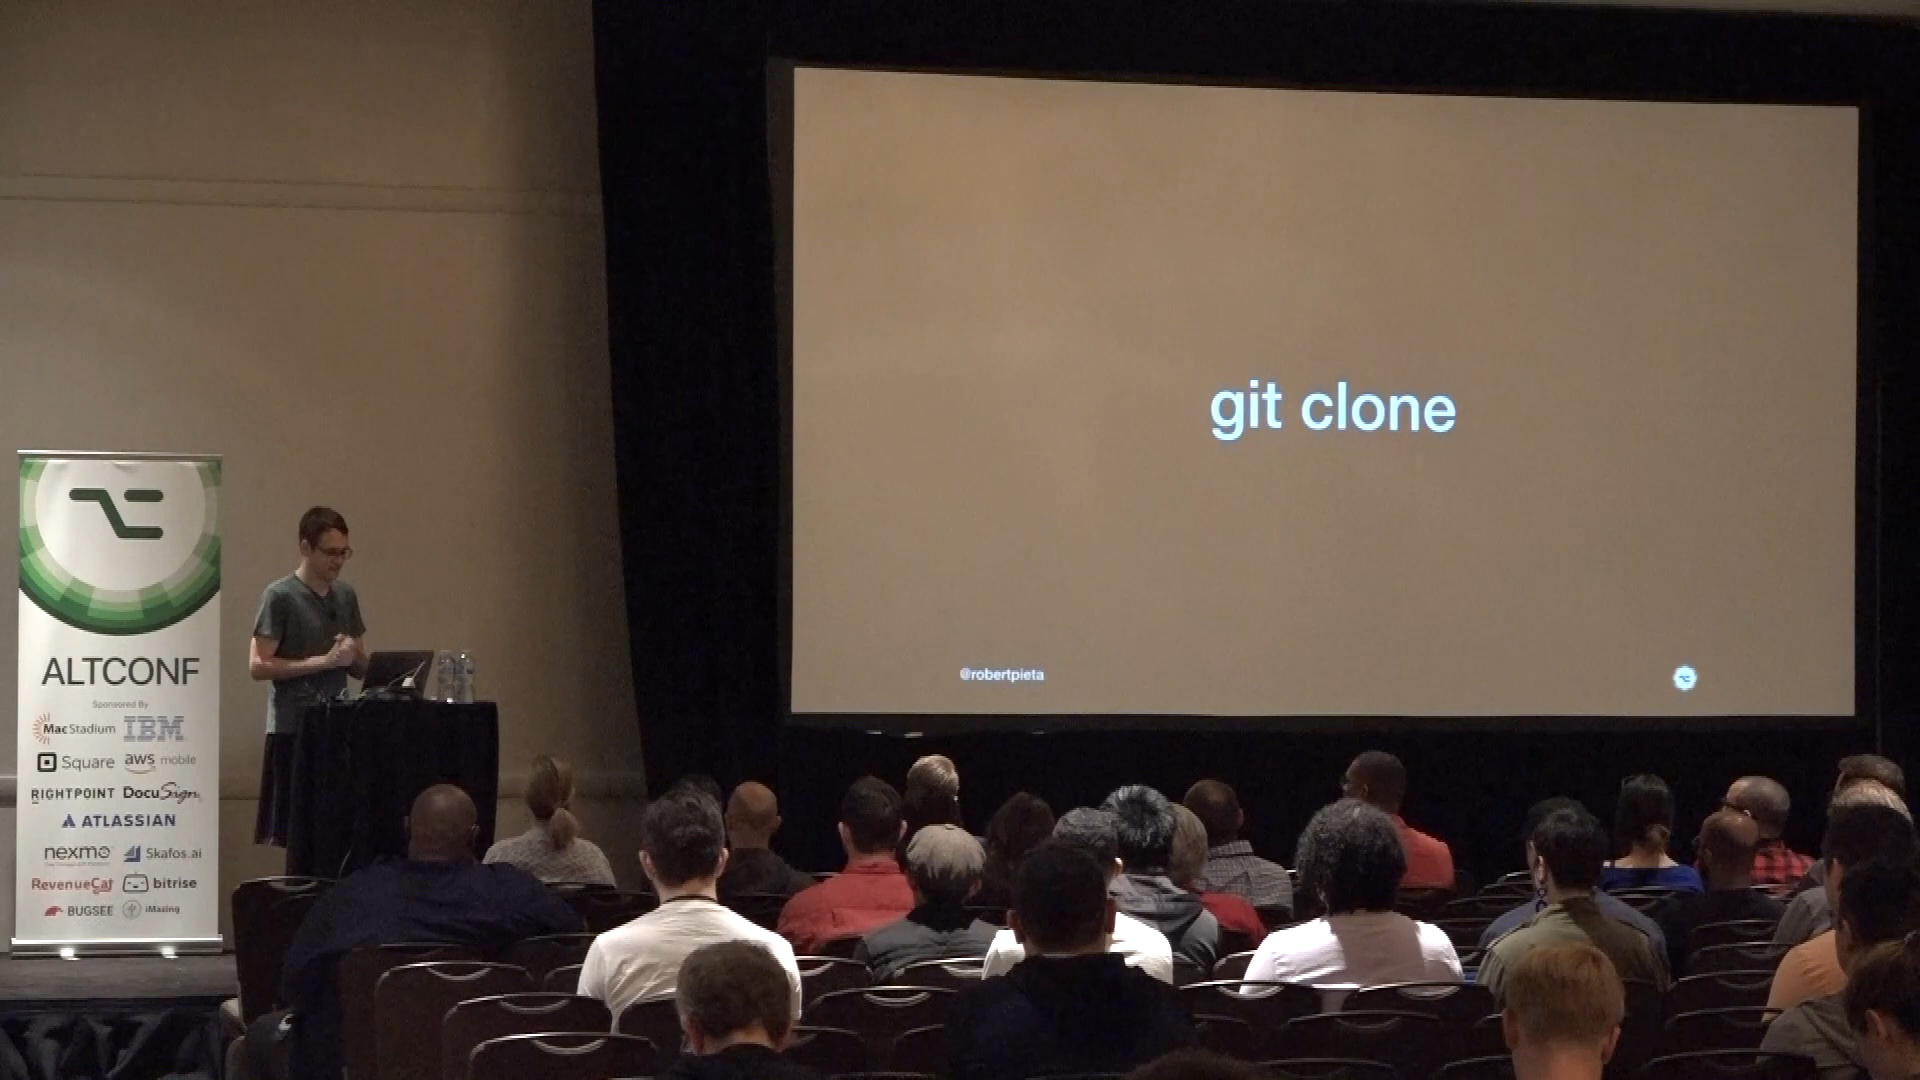 git clone
@robertpieta
ALTCONF
Sponsored By
MacStadium IBM
Square aws mobile
RIGHTPOINT DocuSign
ATLASSIAN
nexmo Skafos.ai
RevenueCat bitrise
BUGSEE iMazing